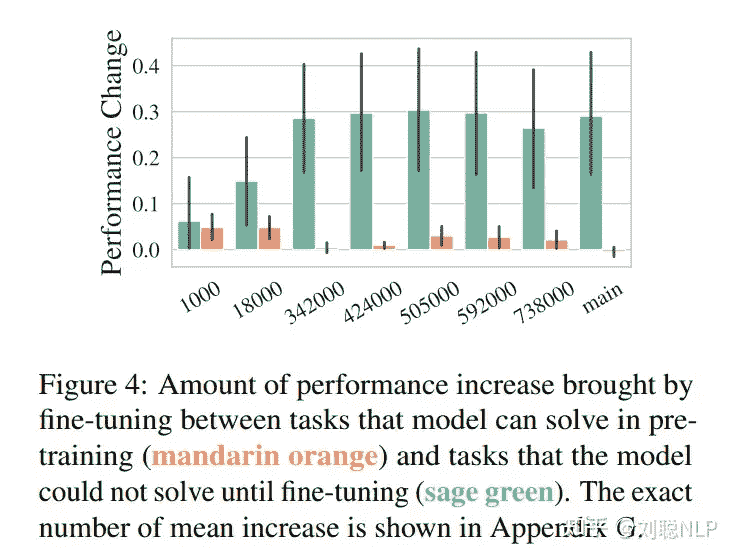 Performance Change
0.4
0.3
0.2
0.1
0.0
1000
18000
342000
424000
505000
592000
738000
main
Figure 4: Amount of performance increase brought by
fine-tuning between tasks that model can solve in pre-
training (mandarin orange) and tasks that the model
could not solve until fine-tuning (sage green). The exact
number of mean increase is shown in Appendix G.
知乎 @刘聪NLP